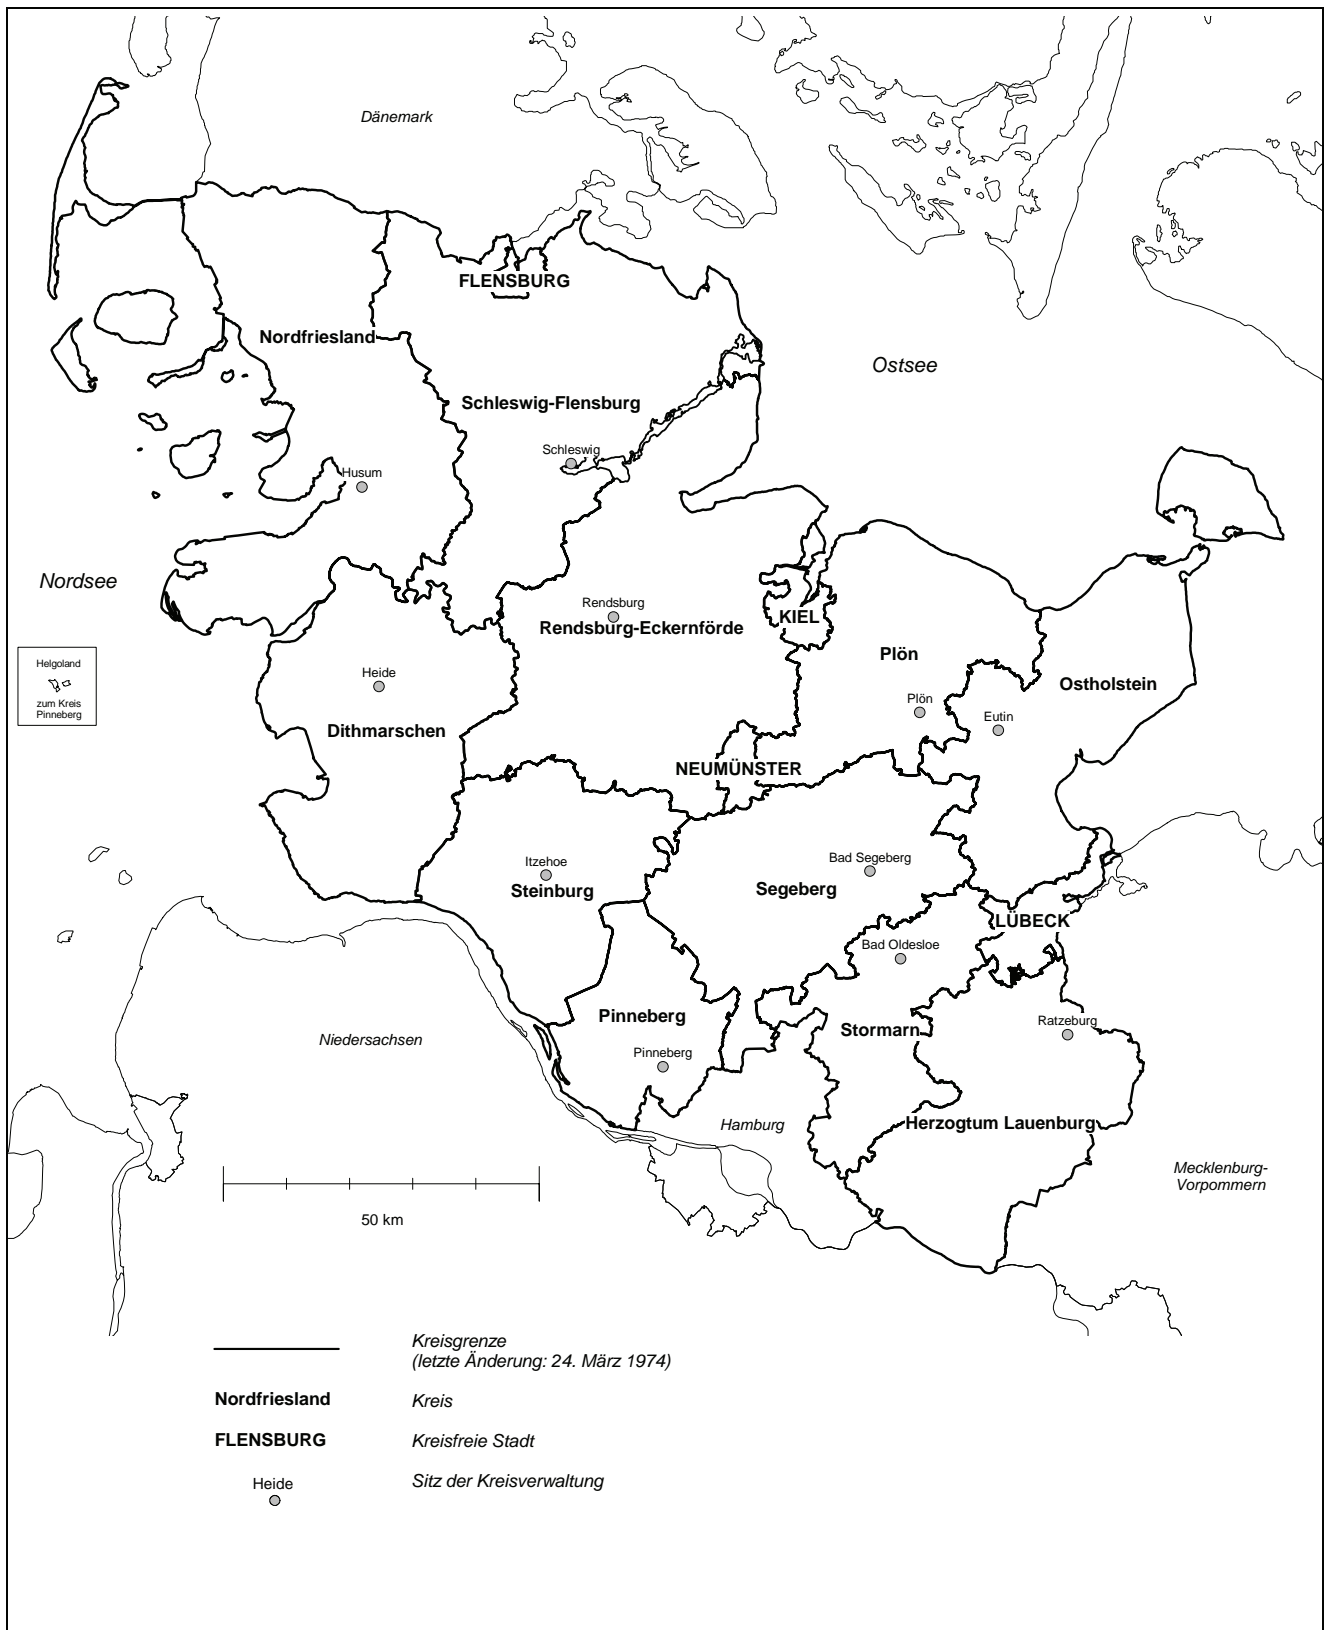 Dänemark
FLENSBURG
Nordfriesland
Ostsee
Schleswig-Flensburg
Schleswig
Husum
Nordsee
Rendsburg
KIEL
Rendsburg-Eckernförde
Plön
Helgoland
zum Kreis
Pinneberg
Heide
Ostholstein
Plön
Eutin
Dithmarschen
NEUMÜNSTER
Itzehoe
Bad Segeberg
Steinburg
Segeberg
LÜBECK
Bad Oldesloe
Pinneberg
Stormarn
Ratzeburg
Niedersachsen
Pinneberg
Hamburg
Herzogtum Lauenburg
Mecklenburg-
Vorpommern
50 km
Kreisgrenze
(letzte Änderung: 24. März 1974)
Nordfriesland Kreis
FLENSBURG Kreisfreie Stadt
Heide Sitz der Kreisverwaltung